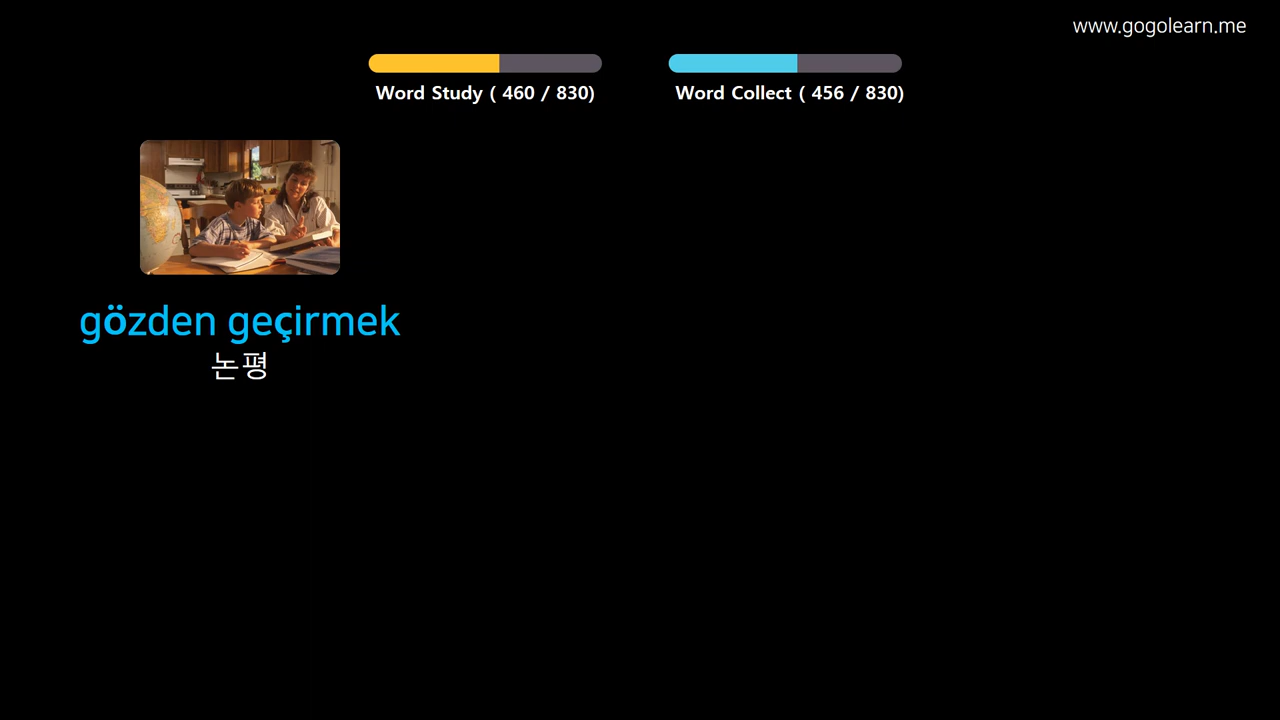 www.gogolearn.me
Word Study ( 460 / 830)
Word Collect ( 456 / 830)
gözden geçirmek
논평